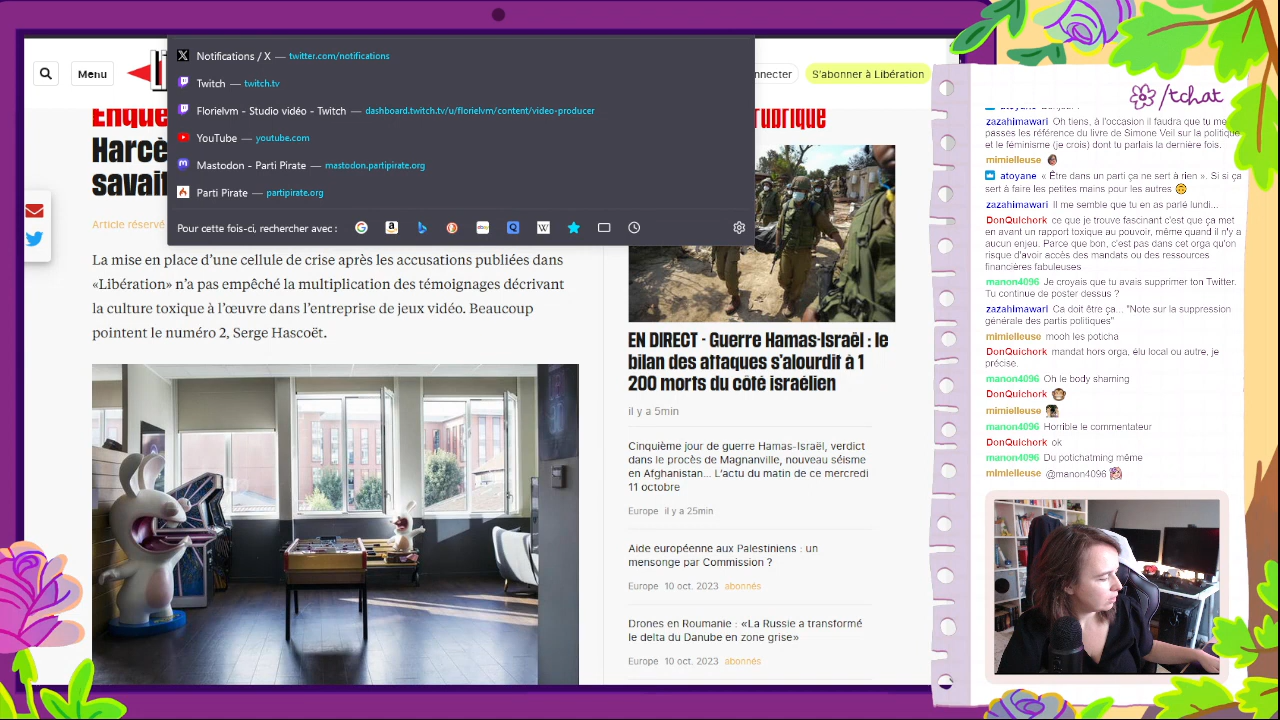 Notifications / X — twitter.com/notifications
Twitch — twitch.tv
Florielvm - Studio vidéo - Twitch — dashboard.twitch.tv/u/florielvm/content/video-producer
YouTube — youtube.com
Mastodon - Parti Pirate — mastodon.partipirate.org
Parti Pirate — partipirate.org
Pour cette fois-ci rechercher avec :
Menu
nnecter
S'abonner à Libération
Enquê
Harcè
savai
Article réservé
La mise en place d'une cellule de crise après les accusations publiées dans
«Libération» n'a pas empêché la multiplication des témoignages décrivant
la culture toxique à l'œuvre dans l'entreprise de jeux vidéo. Beaucoup
pointent le numéro 2, Serge Hascoët.
rubrique
EN DIRECT - Guerre Hamas-Israël : le
bilan des attaques s'alourdit à 1
200 morts du côté israélien
il y a 5min
Cinquième jour de guerre Hamas-Israël, verdict
dans le procès de Magnanville, nouveau séisme
en Afghanistan... L'actu du matin de ce mercredi
11 octobre
Europe il y a 25min
Aide européenne aux Palestiniens : un
mensonge par Commission ?
Europe 10 oct. 2023 abonnés
Drones en Roumanie : «La Russie a transformé
le delta du Danube en zone grise»
Europe 10 oct. 2023 abonnés
/tchat
zazahimawari Oh tiens, à l'occasion il faudra que tu me
passes les référence du livre de Simone Veil sur la politique
et le féminisme (je crois) dont tu parlais la dernière fois.
mimielleuse
atoyane « Être dans un parti ça ne sert à rien ». Si si ça
sert à faire les petites mains pour les autres
zazahimawari Il me semble que tu en as parlé lundi...
DonQuichork ce que je trouve fascinant c'est que ça met
en avant un rapport toxique au pouvoir, même quand il n'y a
aucun enjeu. Parce que bon, c'est pas dans cet orga qu'on
risque d'avoir accès des mandats ou des ressources
financières fabuleuses
manon4096 Je croyais que tu avais supprimer ton Twitter.
Tu continue de poster dessus ?
zazahimawari Ca doit être ça... "Note sur la suppression
générale des partis politiques"
mimielleuse mooh les poticha
DonQuichork mandat hors orga, élu local ou autre, je
précise.
manon4096 Oh le body shaming
DonQuichork
mimielleuse
manon4096 Horrible le commentateur
DonQuichork ok
manon4096 Du potichatming même
mimielleuse @manon4096